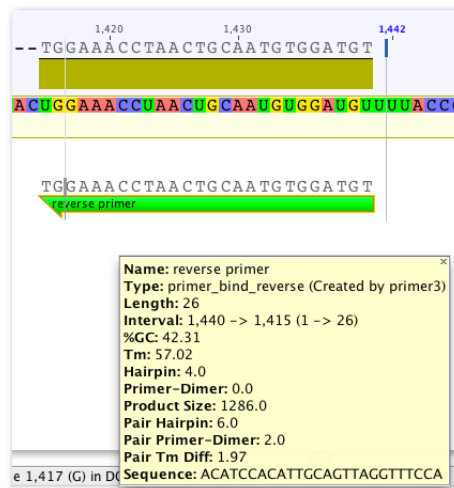 1,420 1,430 1,442
--TGGAAACCTAACTGCAATGTGGATGT
ACUGGAAACCUAACUGCAAUGUGGAUGUUUUACC
TGGAAACCTAACTGCAATGTGGATGT
reverse primer
Name: reverse primer
Type: primer_bind_reverse (Created by primer3)
Length: 26
Interval: 1,440 -> 1,415 (1 -> 26)
%GC: 42.31
Tm: 57.02
Hairpin: 4.0
Primer-Dimer: 0.0
Product Size: 1286.0
Pair Hairpin: 6.0
Pair Primer-Dimer: 2.0
Pair Tm Diff: 1.97
Sequence: ACATCCACATTGCAGTTAGGTTTCCA
e 1,417 (G) in